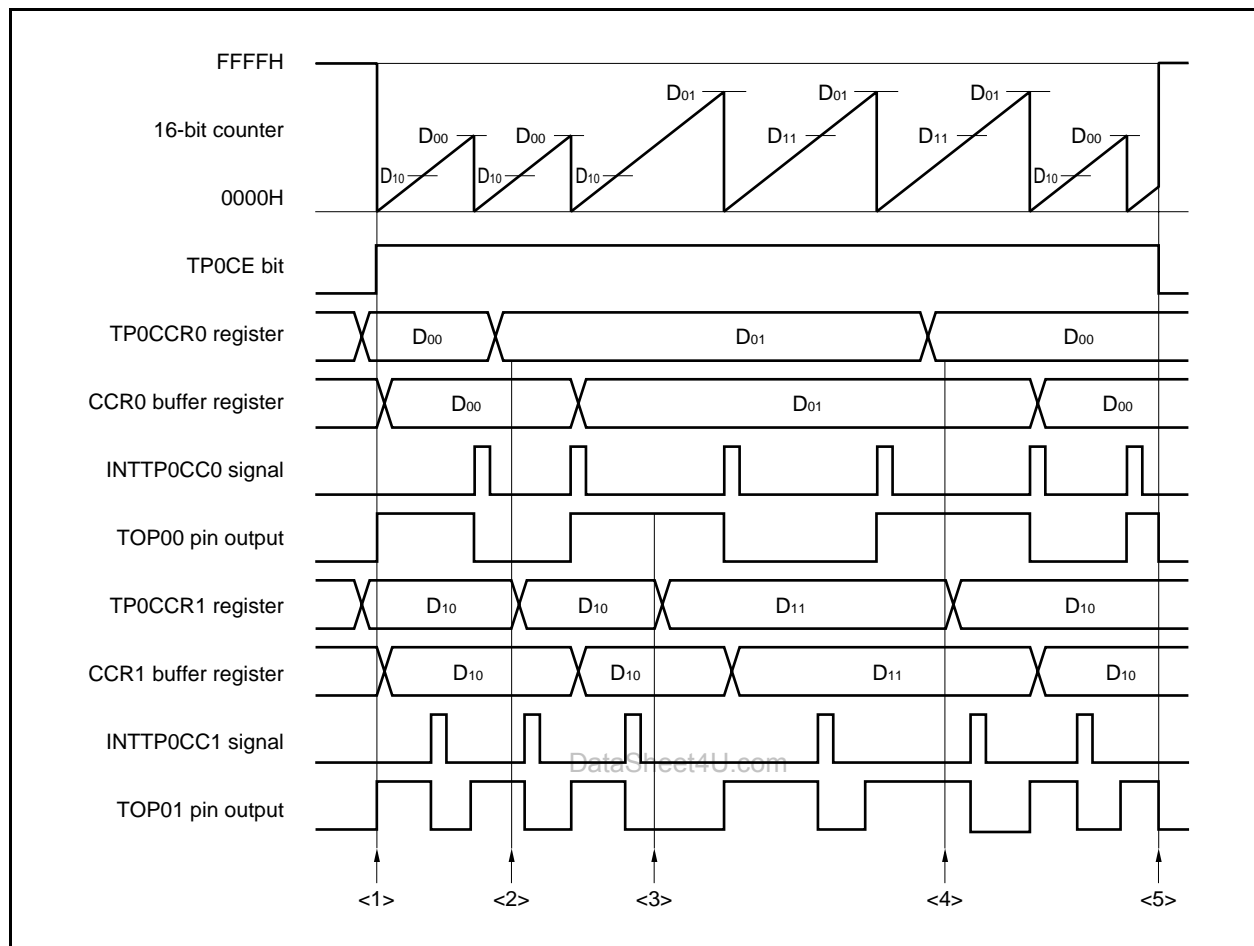 FFFFH
D01 D01 D01
16-bit counter
D00 D00 D11 D11 D00
D10 D10 D10 D10
0000H
TP0CE bit
TP0CCR0 register
D00 D01 D00
CCR0 buffer register
D00 D01 D00
INTTP0CC0 signal
TOP00 pin output
TP0CCR1 register
D10 D10 D11 D10
CCR1 buffer register
D10 D10 D11 D10
INTTP0CC1 signal
DataSheet4U.com
TOP01 pin output
<1> <2> <3> <4> <5>